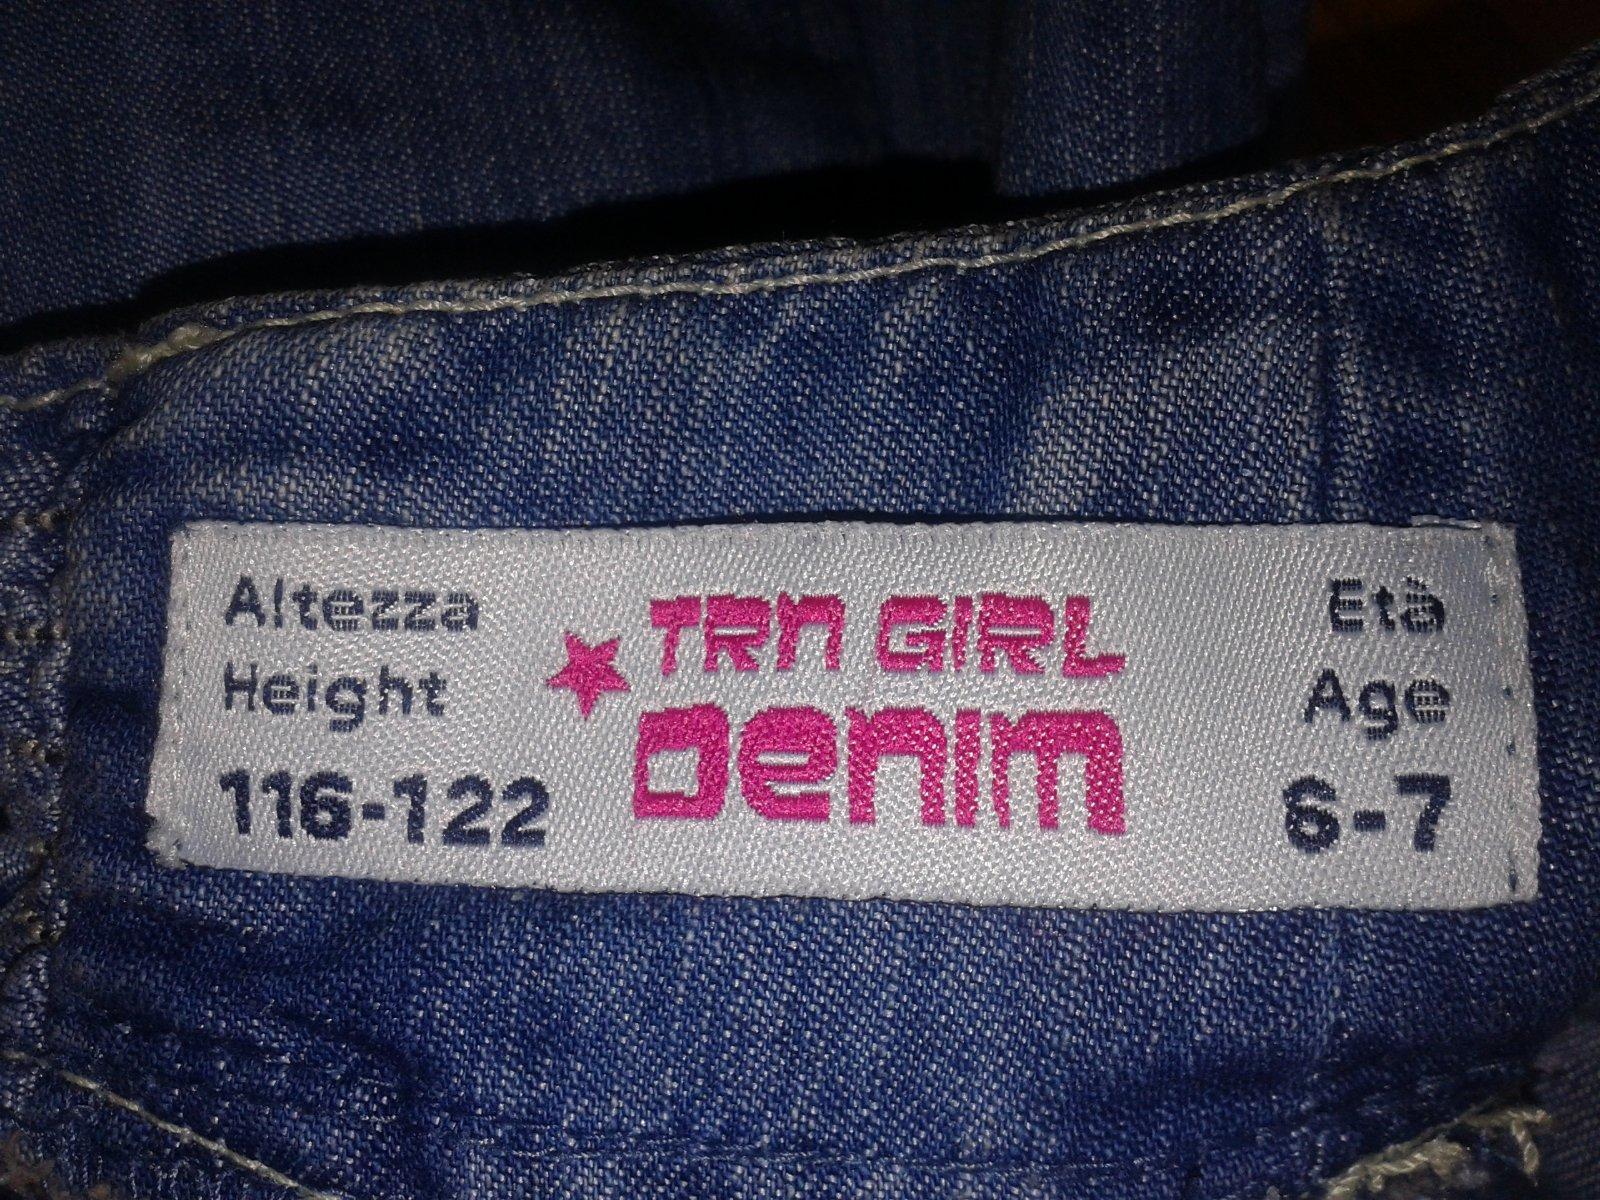 Altezza
Height
116-122
TRN GIRL
Denim
Età
Age
6-7